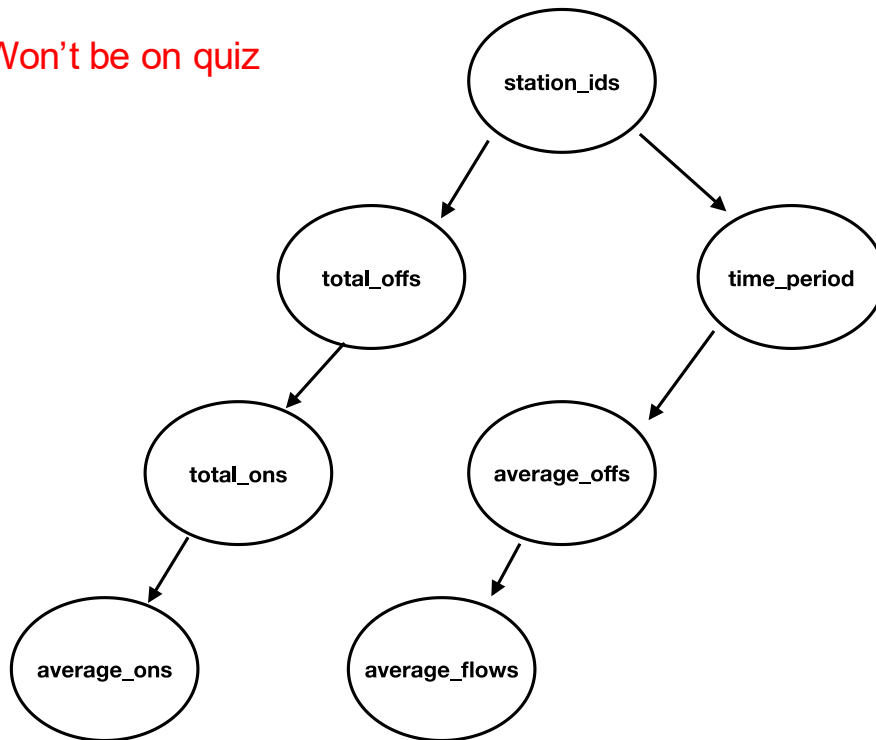 Won't be on quiz
station_ids
total_offs
time_period
total_ons
average_offs
average_ons
average_flows